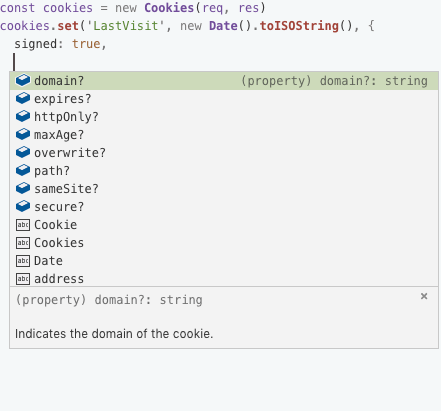 const cookies = new Cookies(req, res)
cookies.set('LastVisit', new Date().toISOString(), {
signed: true,
domain? (property) domain?: string
expires?
httpOnly?
maxAge?
overwrite?
path?
sameSite?
secure?
abc Cookie
abc Cookies
abc Date
abc address
(property) domain?: string ×
Indicates the domain of the cookie.